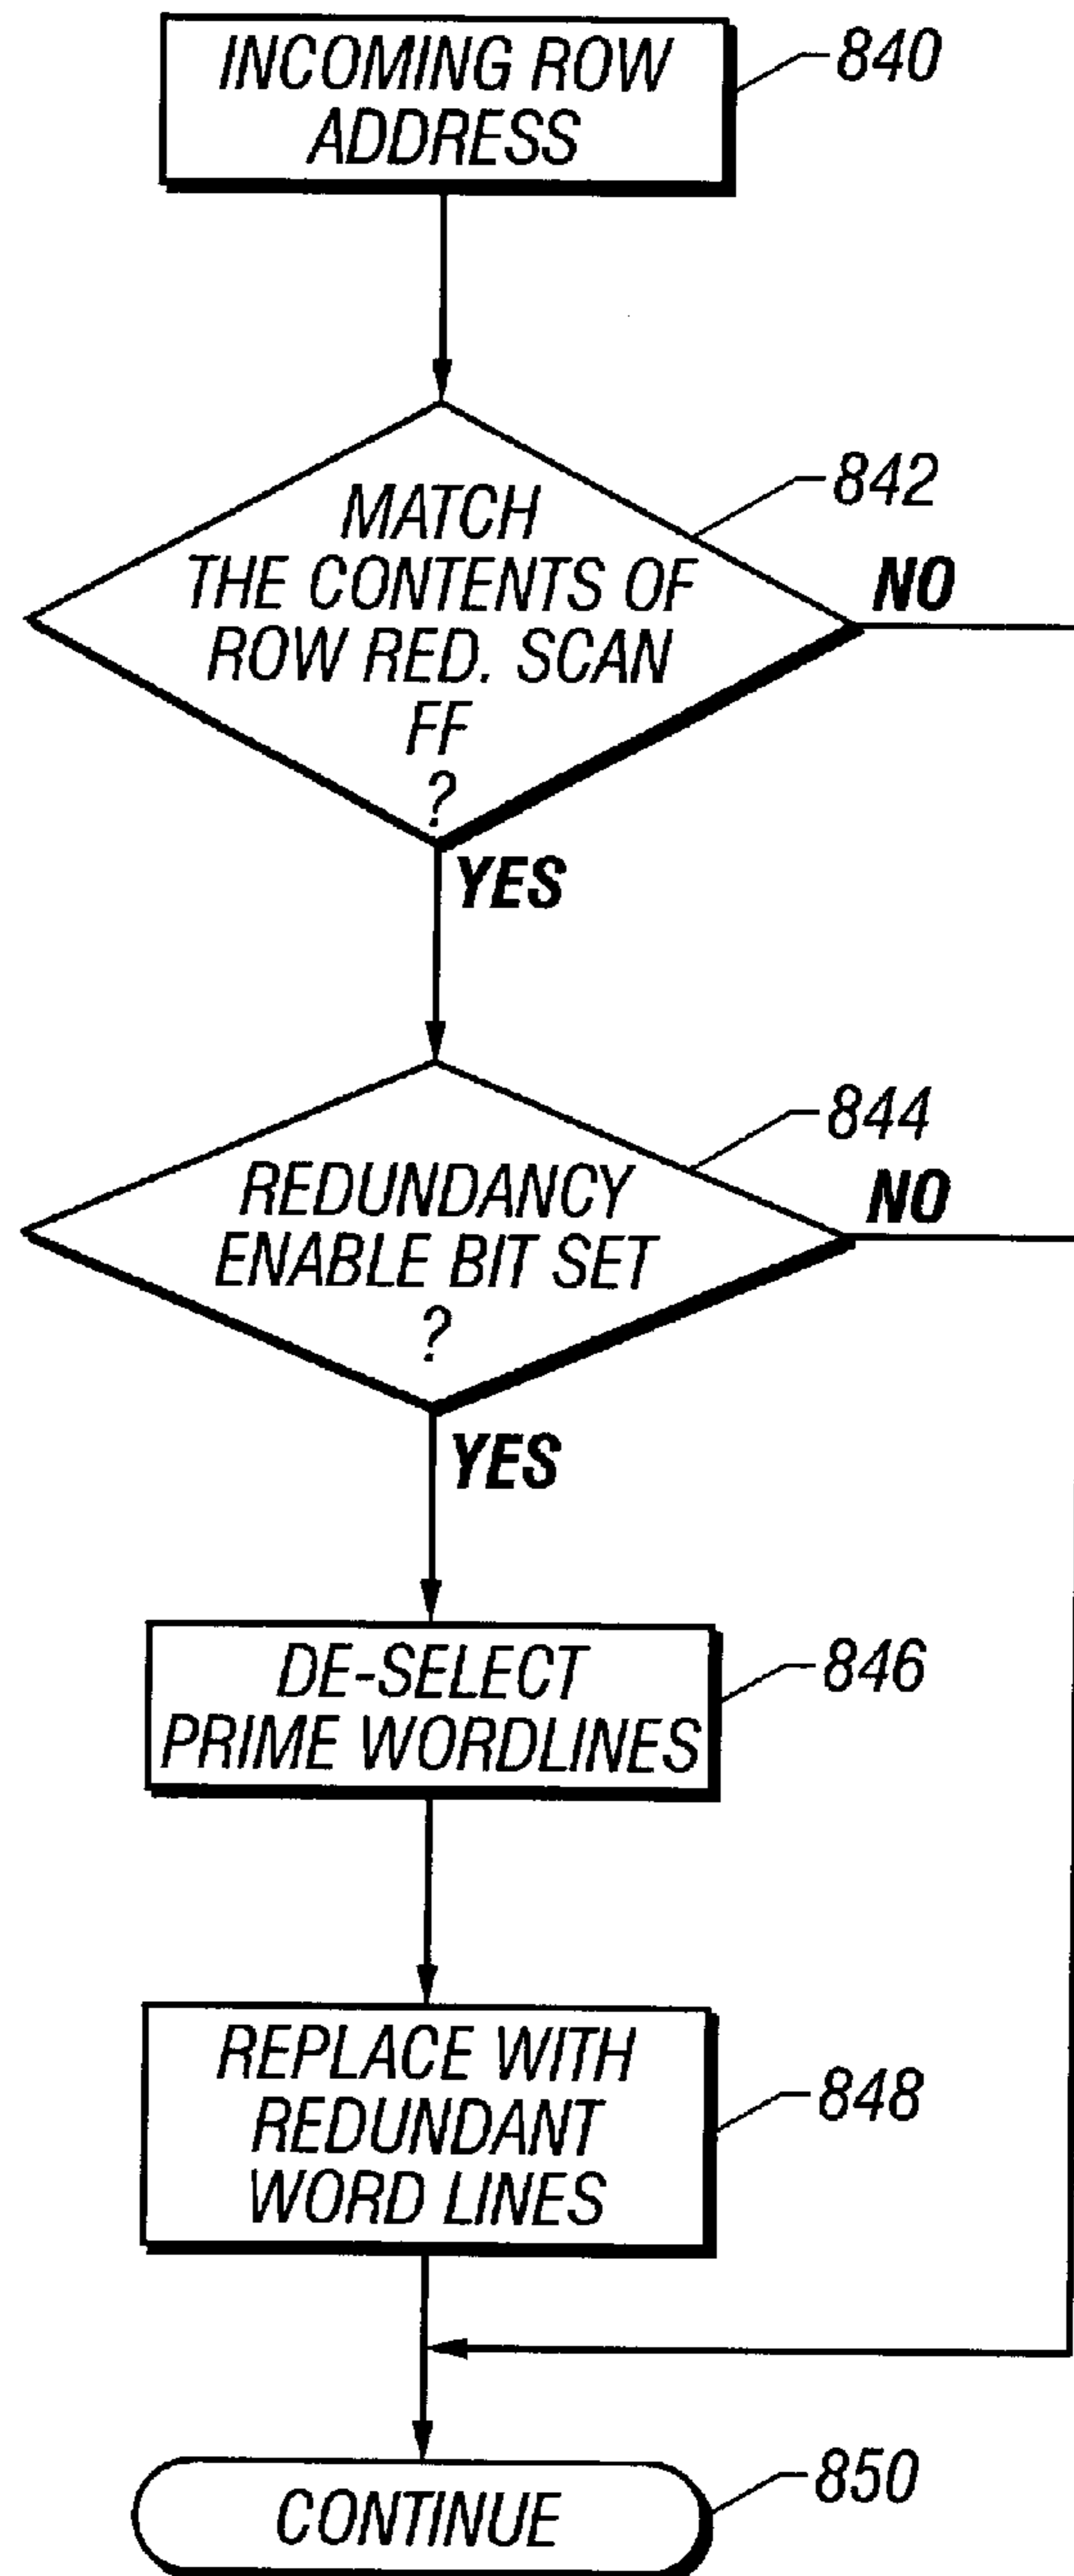 INCOMING ROW
ADDRESS
840
842
MATCH
THE CONTENTS OF
ROW RED. SCAN
FF
?
NO
YES
844
REDUNDANCY
ENABLE BIT SET
?
NO
YES
DE-SELECT
PRIME WORDLINES
846
REPLACE WITH
REDUNDANT
WORD LINES
848
CONTINUE
850